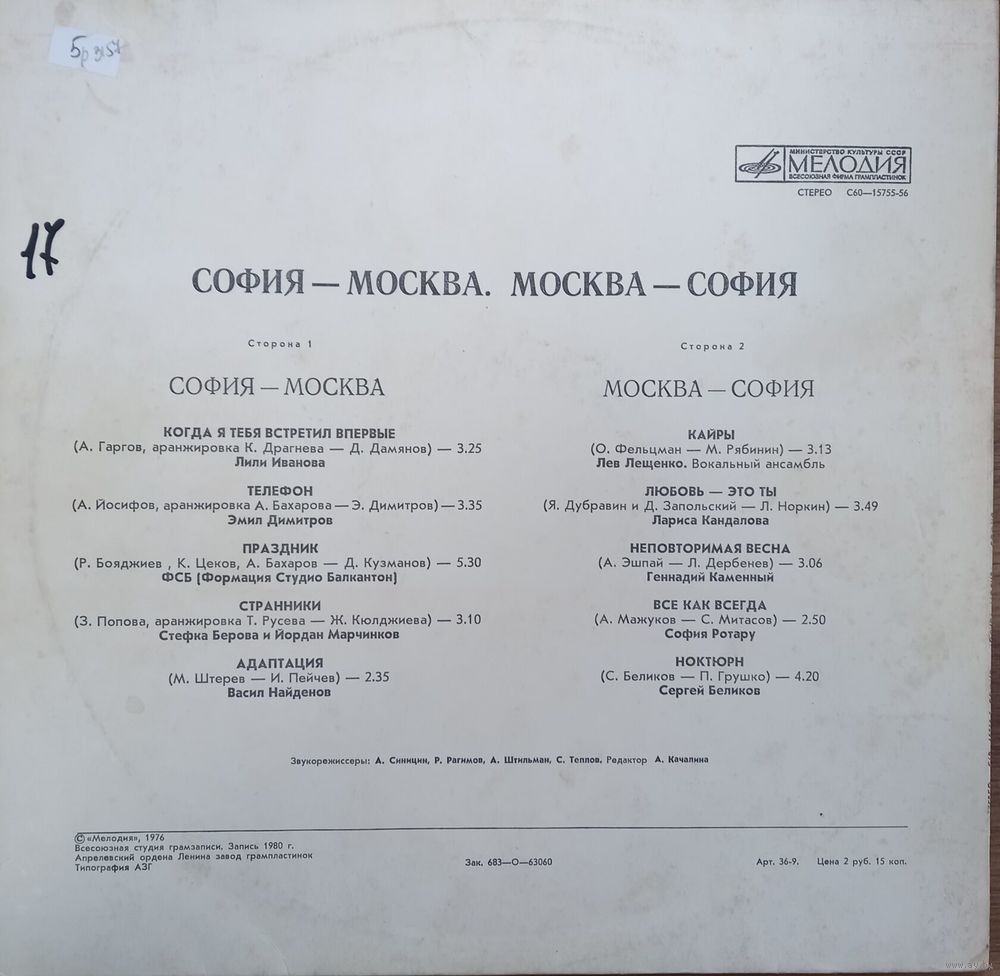 5р
17
МИНИСТЕРСТВО КУЛЬТУРЫ СССР
МЕЛОДИЯ
ВСЕСОЮЗНАЯ ФИРМА ГРАМПЛАСТИНОК
СТЕРЕО С60—15755-56
СОФИЯ — МОСКВА. МОСКВА — СОФИЯ
Сторона 1
СОФИЯ — МОСКВА
КОГДА Я ТЕБЯ ВСТРЕТИЛ ВПЕРВЫЕ
(А. Гаргов, аранжировка К. Драгнева — Д. Дамянов) — 3.25
Лили Иванова
ТЕЛЕФОН
(А. Йосифов, аранжировка А. Бахарова — Э. Димитров) — 3.35
Эмил Димитров
ПРАЗДНИК
(Р. Бояджиев , К. Цеков, А. Бахаров — Д. Кузманов) — 5.30
ФСБ (Формация Студио Балкантон)
СТРАННИКИ
(З. Попова, аранжировка Т. Русева — Ж. Кюлджиева) — 3.10
Стефка Берова и Йордан Марчинков
АДАПТАЦИЯ
(М. Штерев — И. Пейчев) — 2.35
Васил Найденов
Сторона 2
МОСКВА — СОФИЯ
КАЙРЫ
(О. Фельцман — М. Рябинин) — 3.13
Лев Лещенко. Вокальный ансамбль
ЛЮБОВЬ — ЭТО ТЫ
(Я. Дубравин и Д. Запольский — Л. Норкин) — 3.49
Лариса Кандалова
НЕПОВТОРИМАЯ ВЕСНА
(А. Эшпай — Л. Дербенев) — 3.06
Геннадий Каменный
ВСЕ КАК ВСЕГДА
(А. Мажуков — С. Митасов) — 2.50
София Ротару
НОКТЮРН
(С. Беликов — П. Грушко) — 4.20
Сергей Беликов
Звукорежиссеры: А. Синицин, Р. Рагимов, А. Штильман, С. Теплов. Редактор А. Качалина
© «Мелодия», 1976
Всесоюзная студия грамзаписи. Запись 1980 г.
Апрелевский ордена Ленина завод грампластинок
Типография АЗГ
Зак. 683—О—63060
Арт. 36-9. Цена 2 руб. 15 коп.